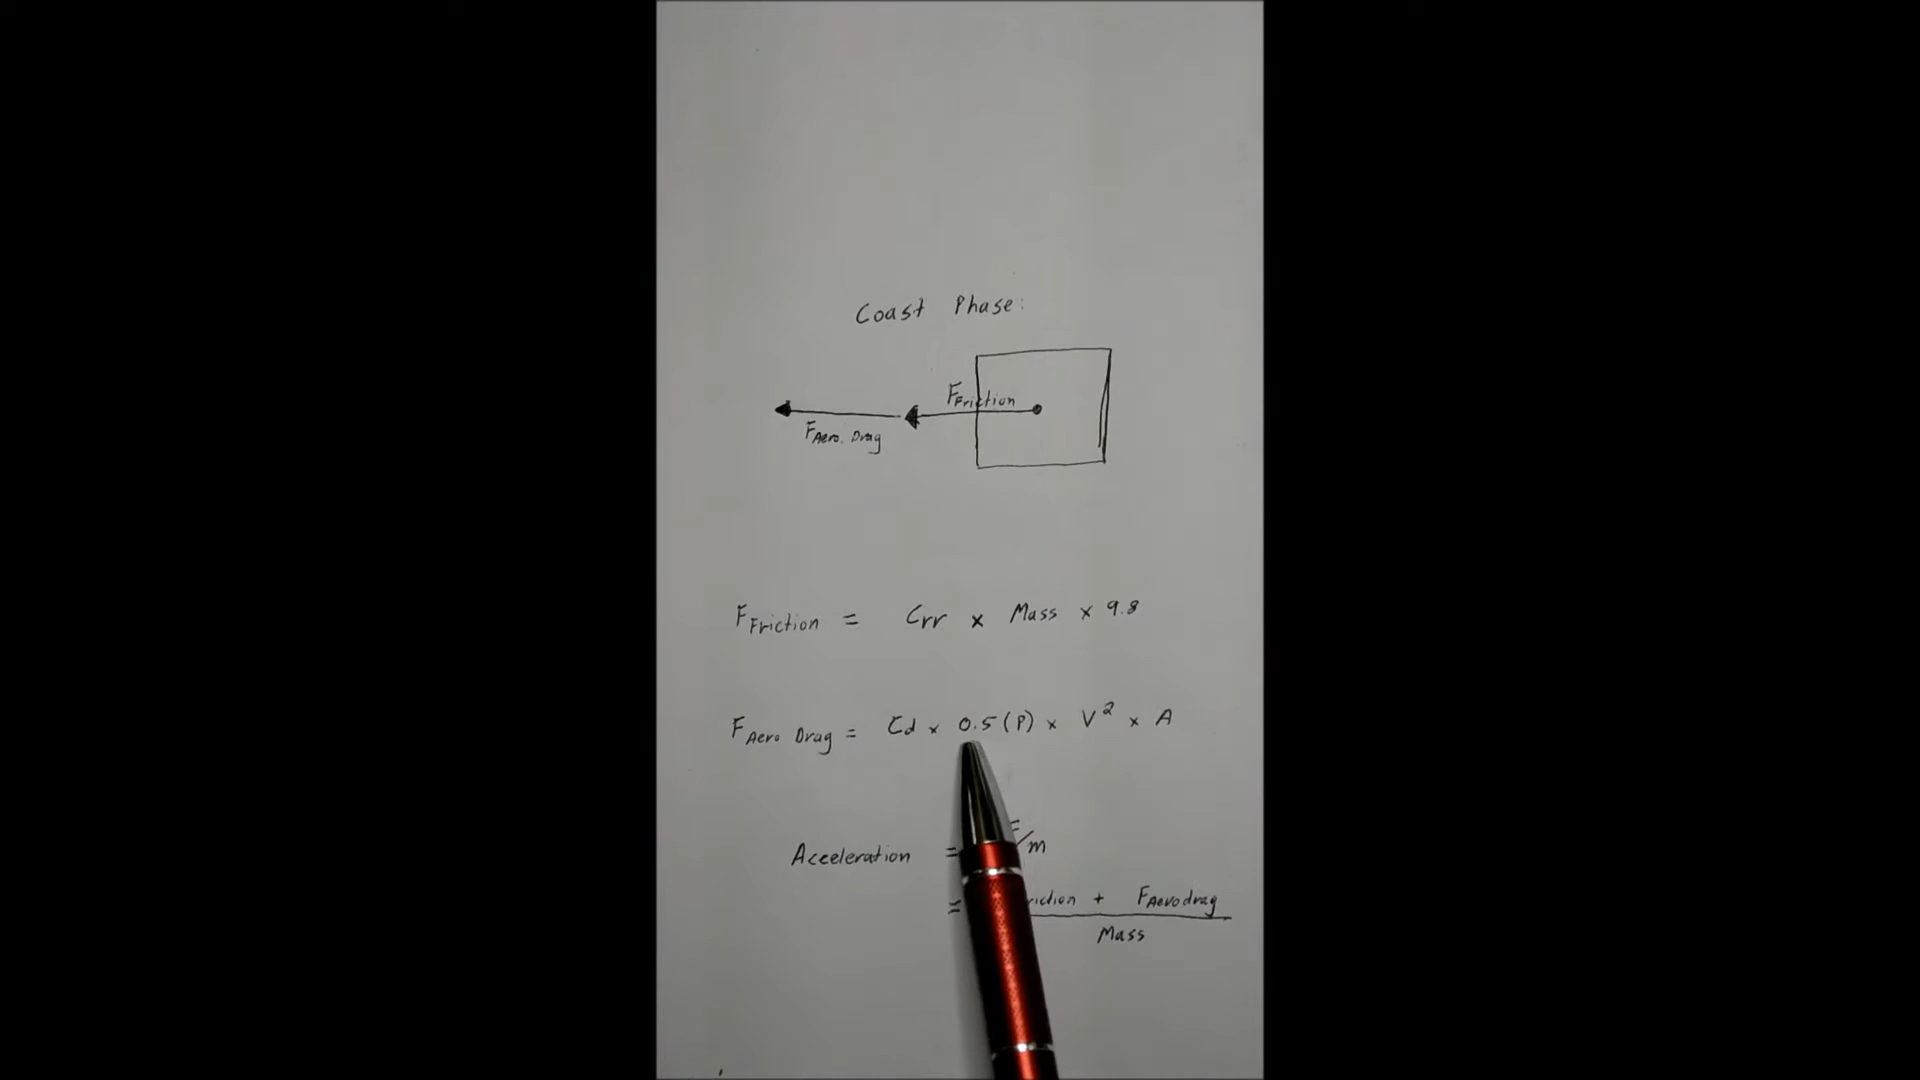 Coast Phase:
FFriction
FAero. Drag
FFriction = Crr x Mass x 9.8
FAero Drag = Cd x 0.5(P) x V² x A
Acceleration = /m
= + FAerodrag
Mass